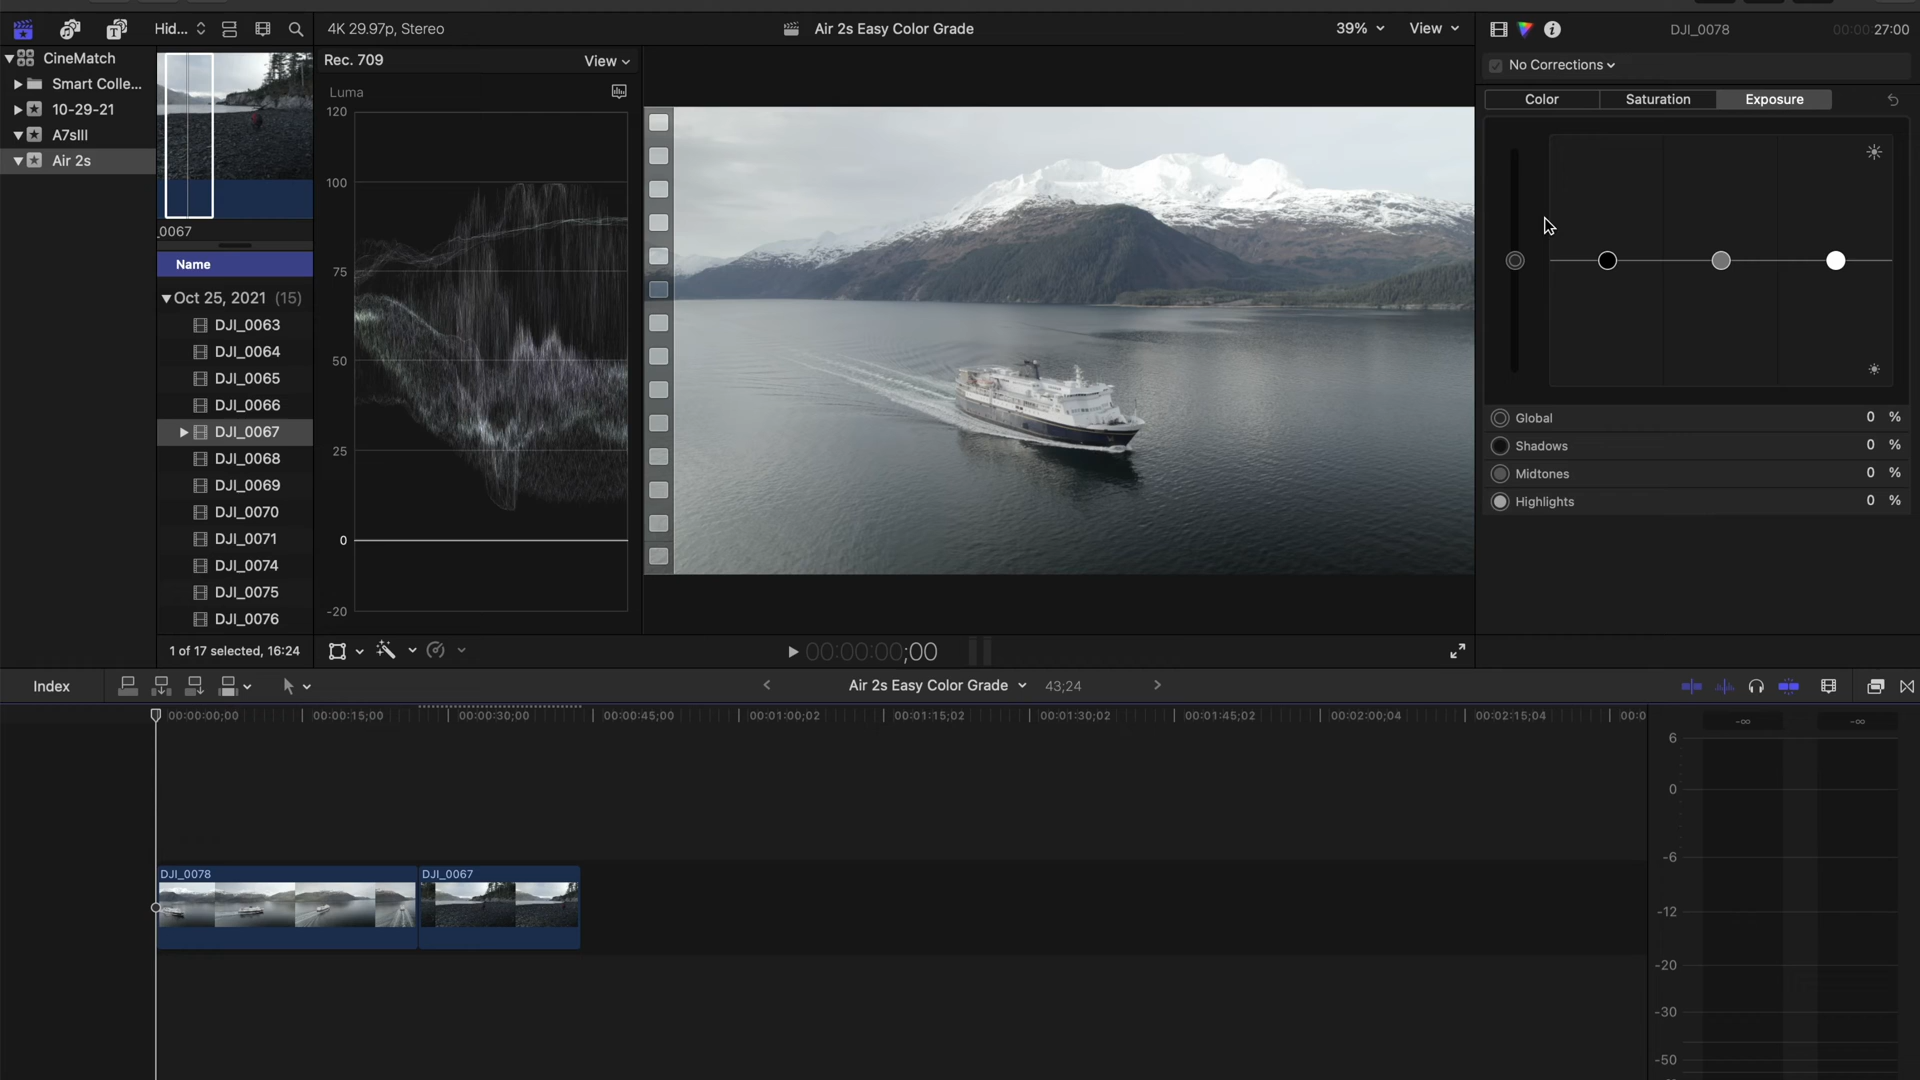 Hid...
4K 29.97p, Stereo
Air 2s Easy Color Grade
39%
View
DJI_0078
00:00:27:00
CineMatch
Smart Colle...
10-29-21
A7sIII
Air 2s
_0067
Name
Oct 25, 2021 (15)
DJI_0063
DJI_0064
DJI_0065
DJI_0066
DJI_0067
DJI_0068
DJI_0069
DJI_0070
DJI_0071
DJI_0074
DJI_0075
DJI_0076
1 of 17 selected, 16:24
Rec. 709
View
Luma
120
100
75
50
25
0
-20
00:00:00;00
No Corrections
Color
Saturation
Exposure
Global 0 %
Shadows 0 %
Midtones 0 %
Highlights 0 %
Index
Air 2s Easy Color Grade
43;24
00:00:00;00
00:00:15;00
00:00:30;00
00:00:45;00
00:01:00;02
00:01:15;02
00:01:30;02
00:01:45;02
00:02:00;04
00:02:15;04
00:0
DJI_0078
DJI_0067
-∞
-∞
6
0
-6
-12
-20
-30
-50